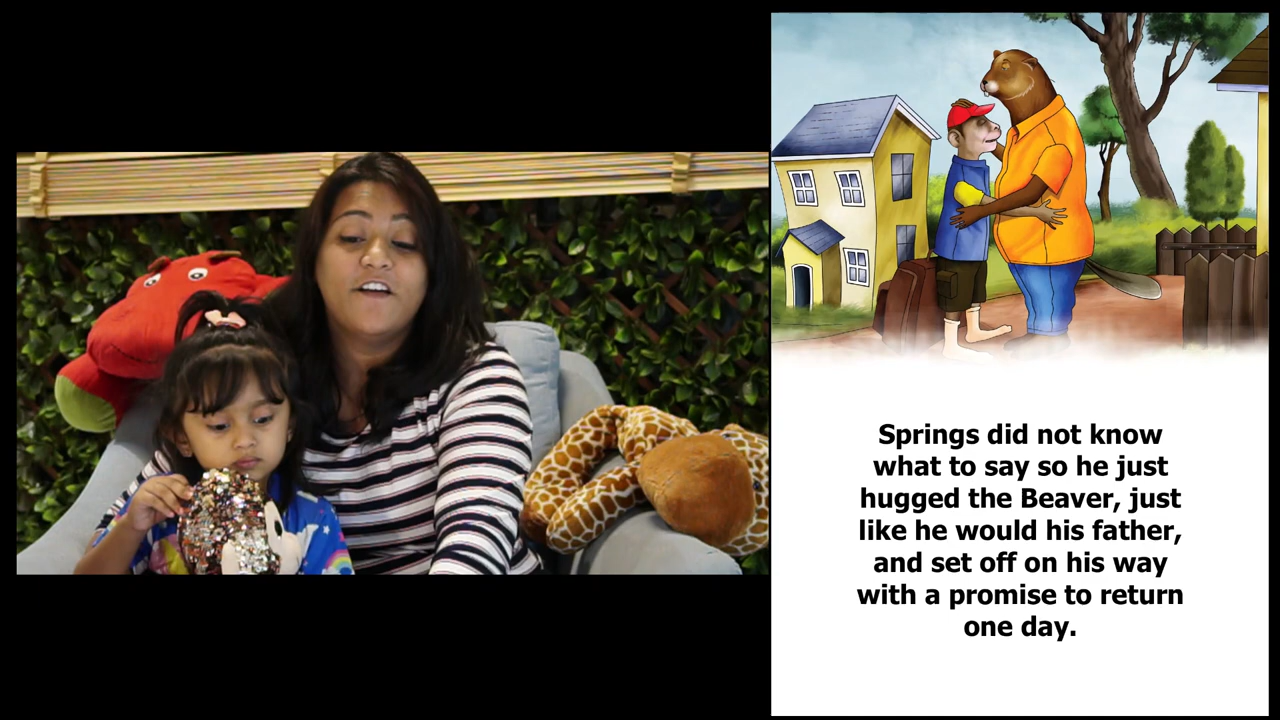 Springs did not know
what to say so he just
hugged the Beaver, just
like he would his father,
and set off on his way
with a promise to return
one day.